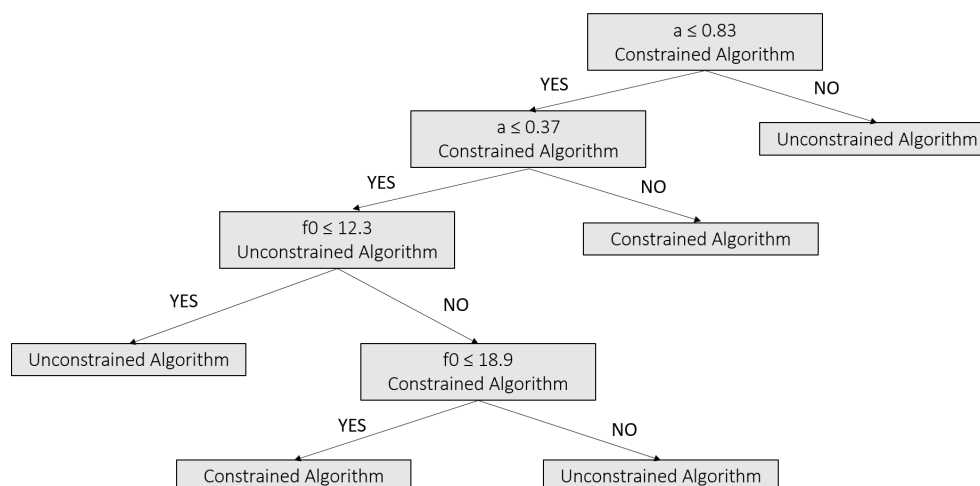 a ≤ 0.83
Constrained Algorithm
YES
NO
a ≤ 0.37
Constrained Algorithm
Unconstrained Algorithm
YES
NO
f0 ≤ 12.3
Unconstrained Algorithm
Constrained Algorithm
YES
NO
Unconstrained Algorithm
f0 ≤ 18.9
Constrained Algorithm
YES
NO
Constrained Algorithm
Unconstrained Algorithm